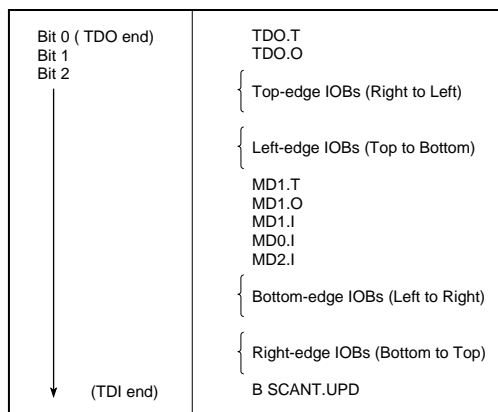 Bit 0 ( TDO end) TDO.T
Bit 1 TDO.O
Bit 2
Top-edge IOBs (Right to Left)
Left-edge IOBs (Top to Bottom)
MD1.T
MD1.O
MD1.I
MD0.I
MD2.I
Bottom-edge IOBs (Left to Right)
Right-edge IOBs (Bottom to Top)
(TDI end) B SCANT.UPD